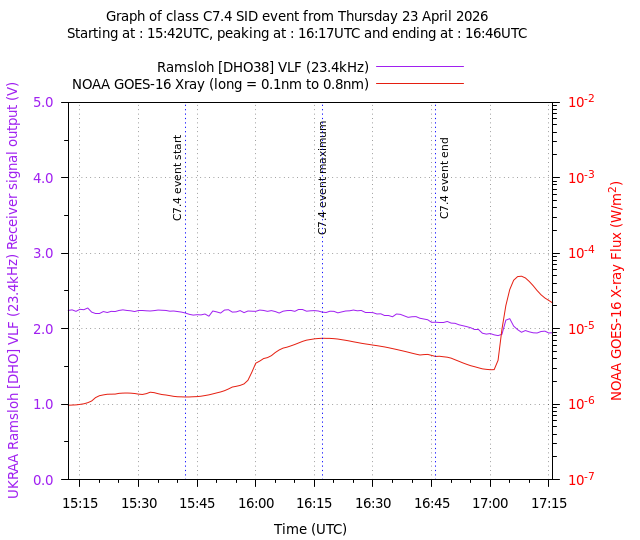 Graph of class C7.4 SID event from Thursday 23 April 2026
Starting at : 15:42UTC, peaking at : 16:17UTC and ending at : 16:46UTC
Ramsloh [DHO38] VLF (23.4kHz)
NOAA GOES-16 Xray (long = 0.1nm to 0.8nm)
UKRAA Ramsloh [DHO] VLF (23.4kHz) Receiver signal output (V)
5.0
4.0
3.0
2.0
1.0
0.0
C7.4 event start
C7.4 event maximum
C7.4 event end
10-2
10-3
10-4
10-5
10-6
10-7
NOAA GOES-16 X-ray Flux (W/m2)
15:15 15:30 15:45 16:00 16:15 16:30 16:45 17:00 17:15
Time (UTC)